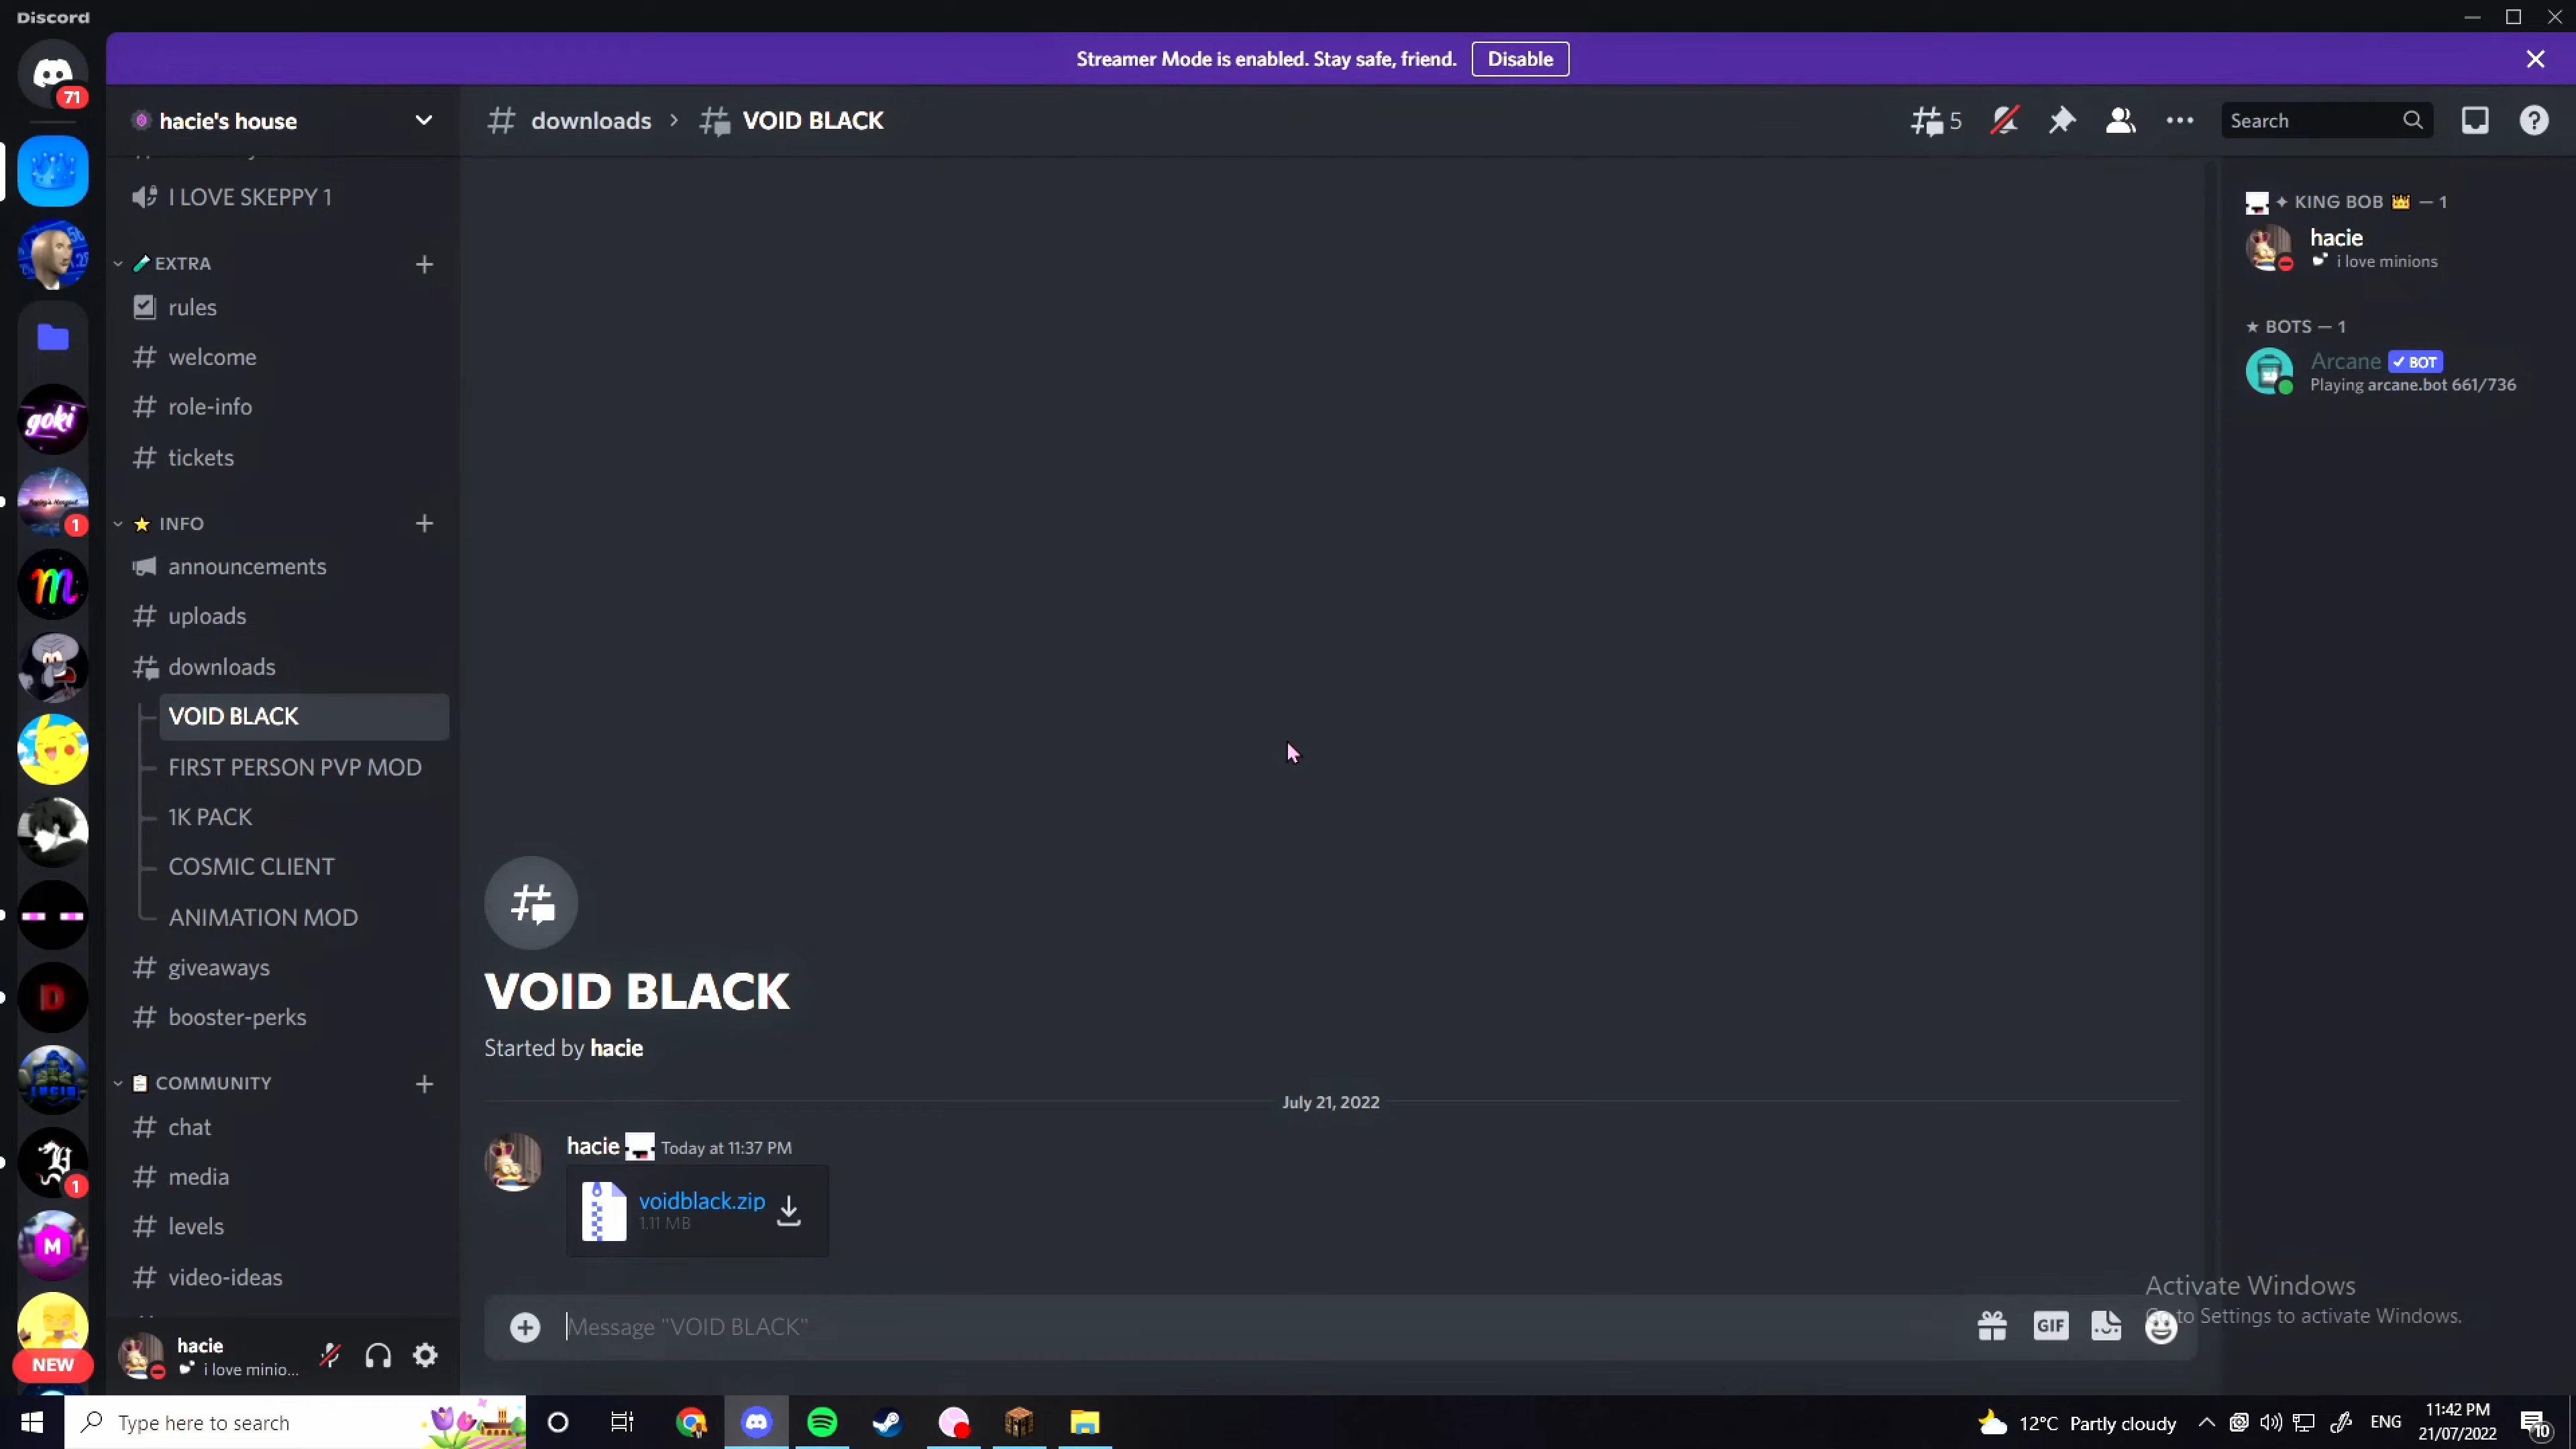 Discord
Streamer Mode is enabled. Stay safe, friend. Disable
71
hacie's house
downloads > VOID BLACK
5
Search
I LOVE SKEPPY 1
EXTRA
rules
welcome
role-info
tickets
INFO
announcements
uploads
downloads
VOID BLACK
FIRST PERSON PVP MOD
1K PACK
COSMIC CLIENT
ANIMATION MOD
giveaways
booster-perks
COMMUNITY
chat
media
levels
video-ideas
goki
1
m
D
LUCID
1
M
NEW
hacie
i love minio...
VOID BLACK
Started by hacie
July 21, 2022
hacie Today at 11:37 PM
voidblack.zip
1.11 MB
Message "VOID BLACK"
GIF
KING BOB — 1
hacie
i love minions
BOTS — 1
Arcane BOT
Playing arcane.bot 661/736
Activate Windows
to Settings to activate Windows.
Type here to search
12°C Partly cloudy
ENG
11:42 PM
21/07/2022
10